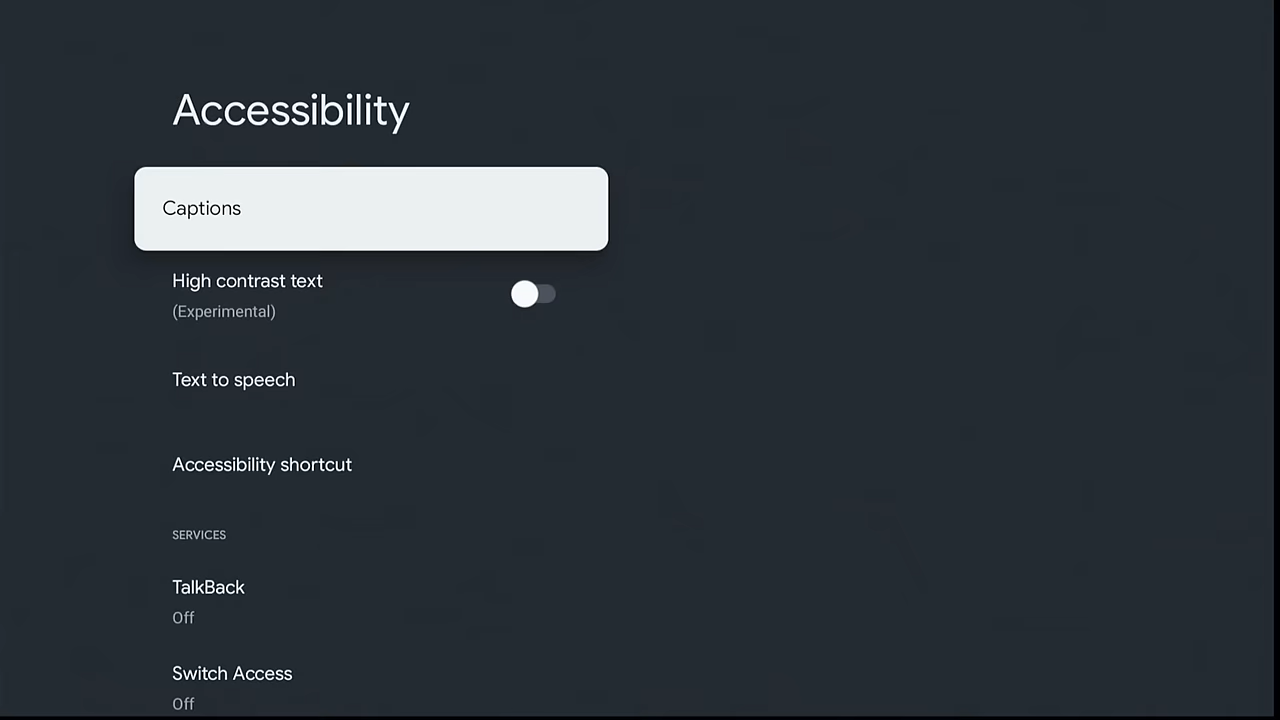 Accessibility
Captions
High contrast text
(Experimental)
Text to speech
Accessibility shortcut
SERVICES
TalkBack
Off
Switch Access
Off